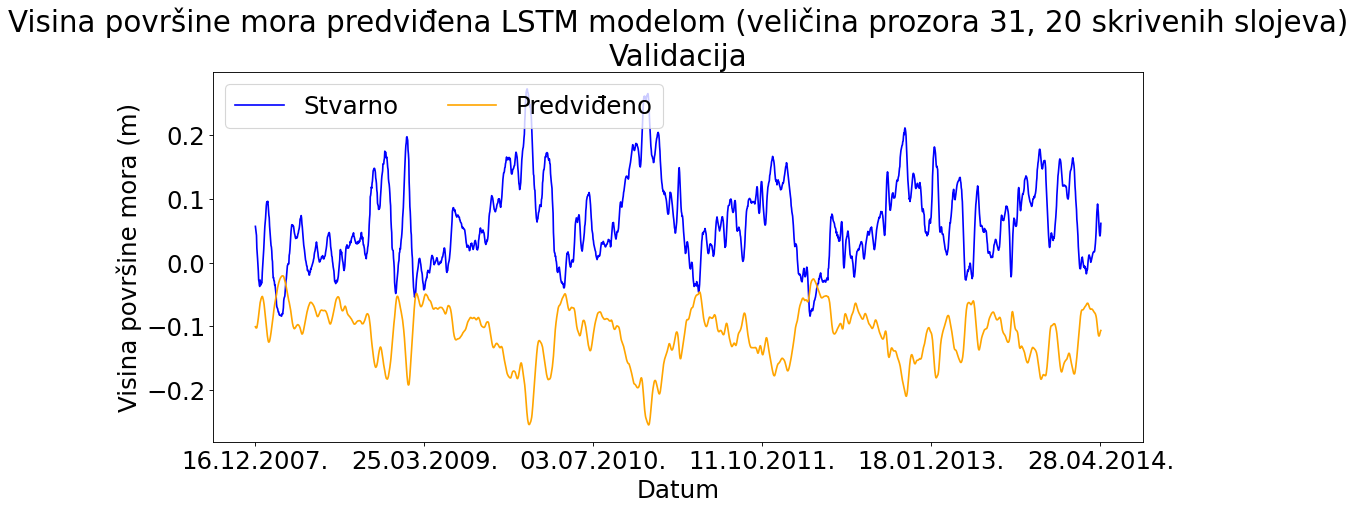 Visina površine mora predviđena LSTM modelom (veličina prozora 31, 20 skrivenih slojeva)
Validacija
Stvarno Predviđeno
Visina površine mora (m)
0.2
0.1
0.0
−0.1
−0.2
16.12.2007. 25.03.2009. 03.07.2010. 11.10.2011. 18.01.2013. 28.04.2014.
Datum